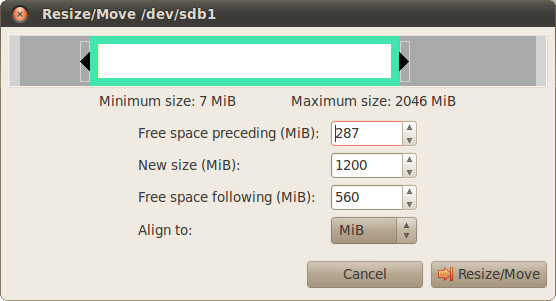 Resize/Move /dev/sdb1
Minimum size: 7 MiB Maximum size: 2046 MiB
Free space preceding (MiB): 287
New size (MiB): 1200
Free space following (MiB): 560
Align to: MiB
Cancel Resize/Move